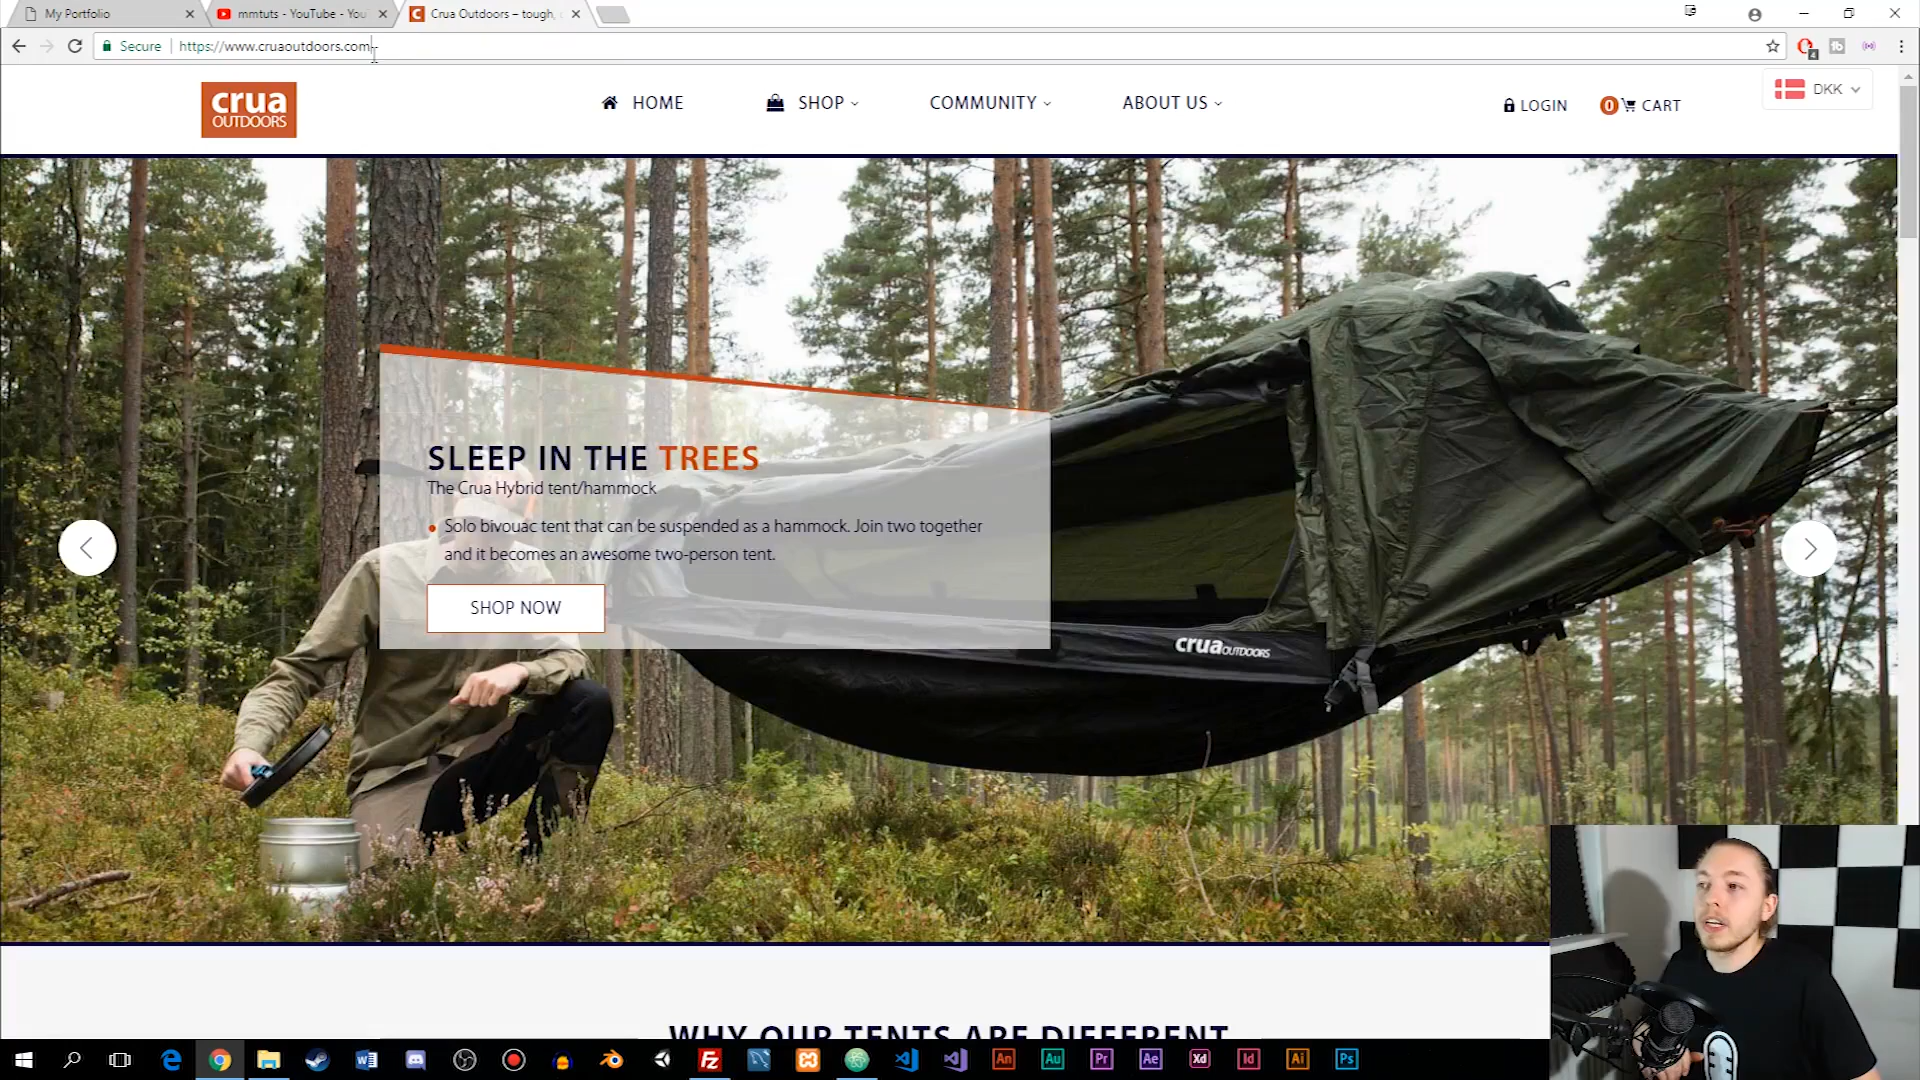 My Portfolio
mmtuts - YouTube - You
Crua Outdoors – tough,
Secure
https://www.cruaoutdoors.com
crua
OUTDOORS
HOME
SHOP
COMMUNITY
ABOUT US
LOGIN
0 CART
DKK
SLEEP IN THE TREES
The Crua Hybrid tent/hammock
Solo bivouac tent that can be suspended as a hammock. Join two together
and it becomes an awesome two-person tent.
SHOP NOW
crua OUTDOORS
WHY OUR TENTS ARE DIFFERENT
An
Au
Pr
Ae
Xd
Id
Ai
Ps